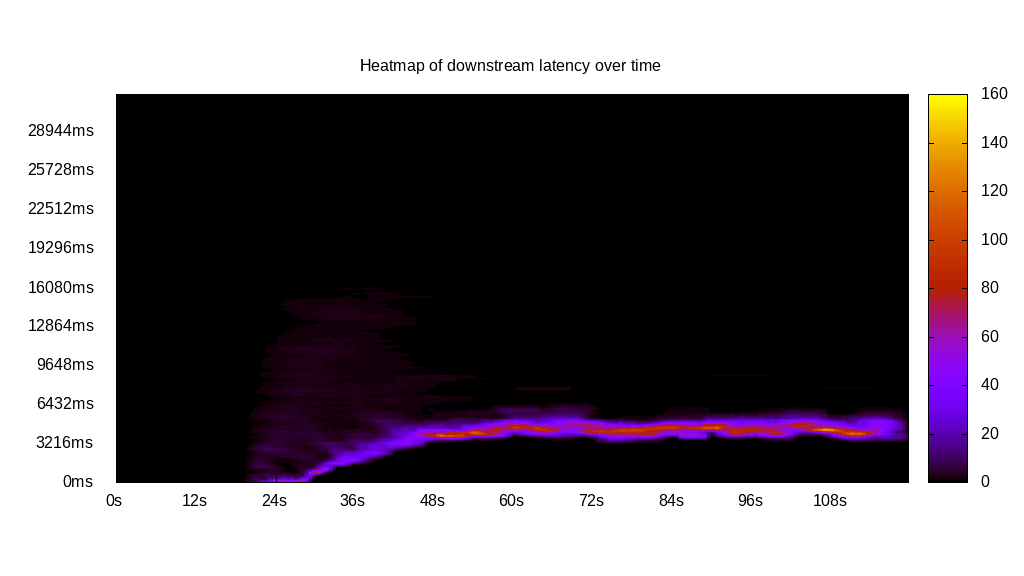 Heatmap of downstream latency over time
28944ms
25728ms
22512ms
19296ms
16080ms
12864ms
9648ms
6432ms
3216ms
0ms
0s 12s 24s 36s 48s 60s 72s 84s 96s 108s
160
140
120
100
80
60
40
20
0